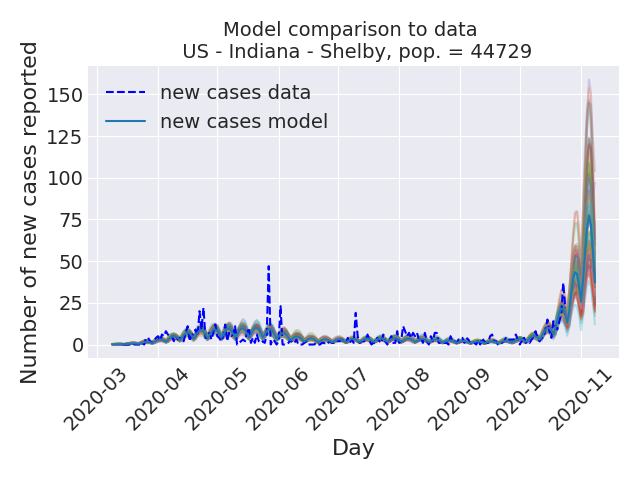 Model comparison to data
US - Indiana - Shelby, pop. = 44729
Number of new cases reported
150
125
100
75
50
25
0
new cases data
new cases model
2020-03
2020-04
2020-05
2020-06
2020-07
2020-08
2020-09
2020-10
2020-11
Day